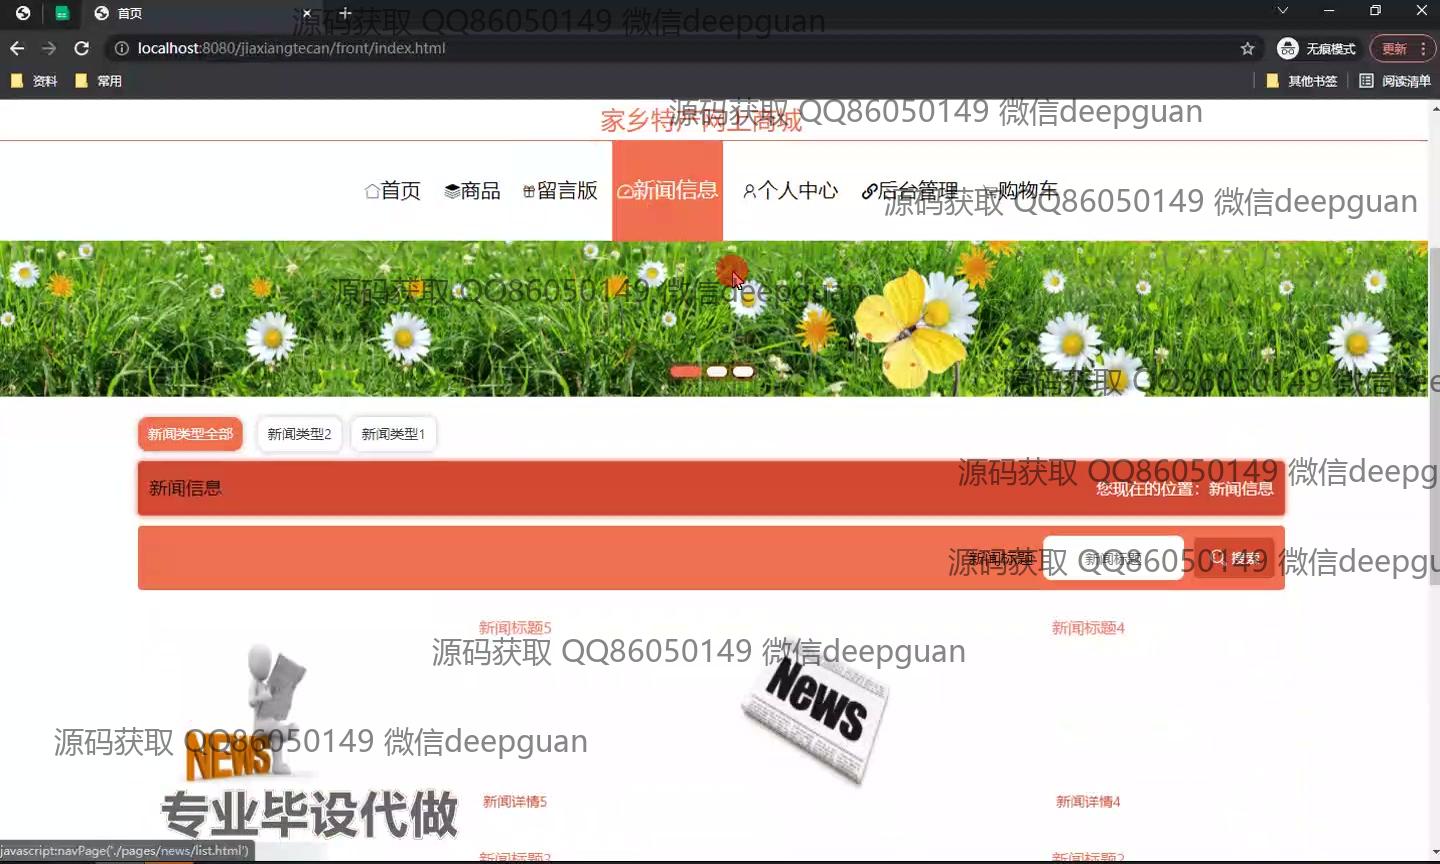 首页
源码获取 QQ86050149 微信deepguan
localhost:8080/jiaxiangtecan/front/index.html
无痕模式
更新
资料
常用
其他书签
阅读清单
家乡特产网上商城
源码获取 QQ86050149 微信deepguan
首页
商品
留言版
新闻信息
个人中心
后台管理
购物车
源码获取 QQ86050149 微信deepguan
源码获取 QQ86050149 微信deepguan
源码获取 QQ86050149 微信dee
新闻类型全部
新闻类型2
新闻类型1
源码获取 QQ86050149 微信deepg
新闻信息
您现在的位置：新闻信息
新闻标题
新闻标题
搜索
源码获取 QQ86050149 微信deepgu
新闻标题5
新闻标题4
源码获取 QQ86050149 微信deepguan
News
NEWS
源码获取 QQ86050149 微信deepguan
新闻详情5
新闻详情4
专业毕设代做
javascript:navPage('./pages/news/list.html')
新闻标题3
新闻标题2